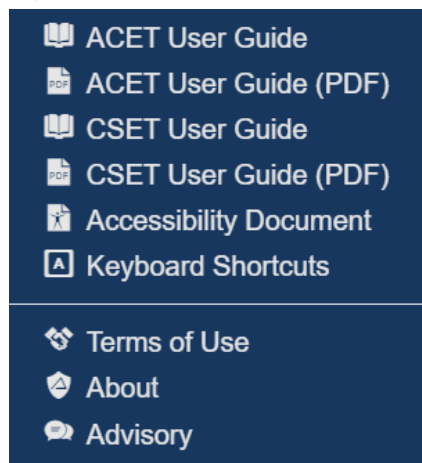 ACET User Guide
ACET User Guide (PDF)
CSET User Guide
CSET User Guide (PDF)
Accessibility Document
Keyboard Shortcuts
Terms of Use
About
Advisory